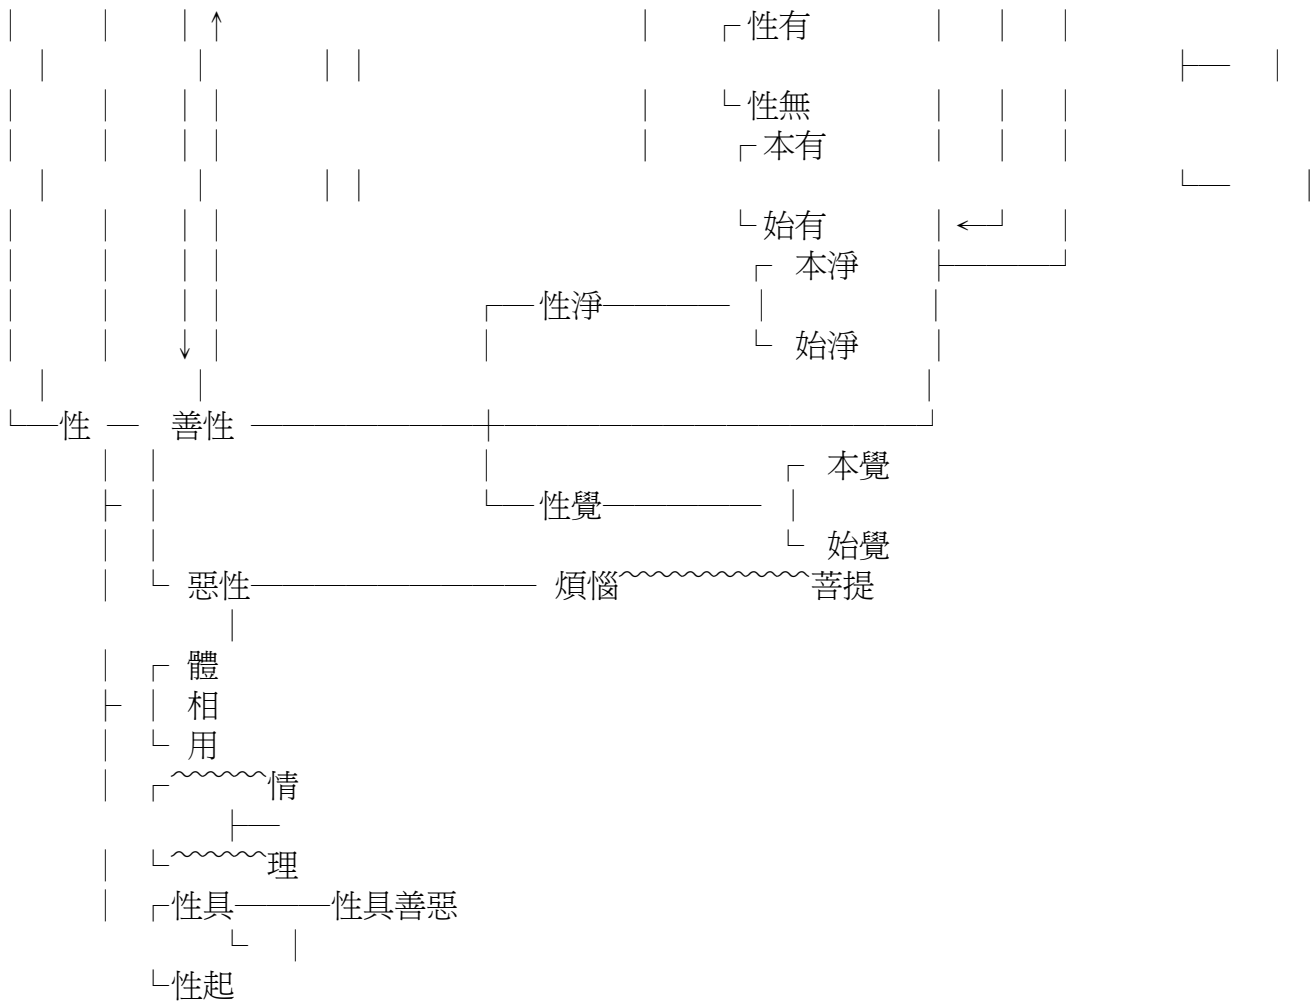 性有
性無
本有
始有
本淨
性淨
始淨
性 善性
本覺
性覺
始覺
惡性 煩惱 菩提
體
相
用
情
理
性具 性具善惡
性起